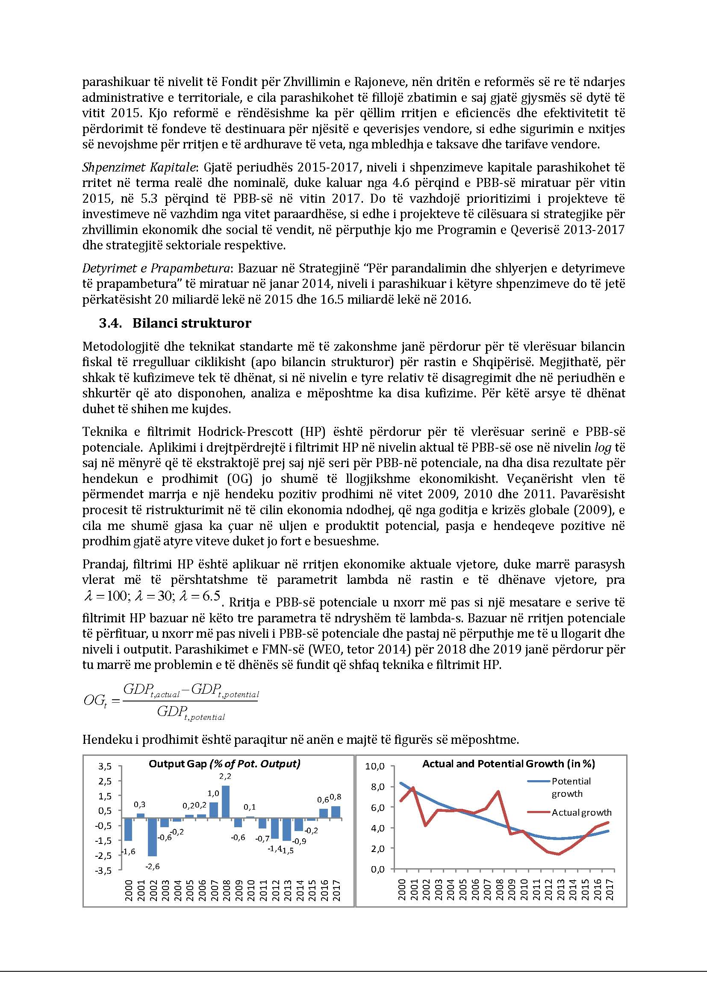 parashikuar të nivelit të Fondit për Zhvillimin e Rajoneve, nën dritën e reformës së re të ndarjes
administrative e territoriale, e cila parashikohet të fillojë zbatimin e saj gjatë gjysmës së dytë të
vitit 2015. Kjo reformë e rëndësishme ka për qëllim rritjen e eficiencës dhe efektivitetit të
përdorimit të fondeve të destinuara për njësitë e qeverisjes vendore, si edhe sigurimin e nxitjes
së nevojshme për rritjen e të ardhurave të veta, nga mbledhja e taksave dhe tarifave vendore.
Shpenzimet Kapitale: Gjatë periudhës 2015-2017, niveli i shpenzimeve kapitale parashikohet të
rritet në terma realë dhe nominalë, duke kaluar nga 4.6 përqind e PBB-së miratuar për vitin
2015, në 5.3 përqind të PBB-së në vitin 2017. Do të vazhdojë prioritizimi i projekteve të
investimeve në vazhdim nga vitet paraardhëse, si edhe i projekteve të cilësuara si strategjike për
zhvillimin ekonomik dhe social të vendit, në përputhje kjo me Programin e Qeverisë 2013-2017
dhe strategjitë sektoriale respektive.
Detyrimet e Prapambetura: Bazuar në Strategjinë “Për parandalimin dhe shlyerjen e detyrimeve
të prapambetura” të miratuar në janar 2014, niveli i parashikuar i këtyre shpenzimeve do të jetë
përkatësisht 20 miliardë lekë në 2015 dhe 16.5 miliardë lekë në 2016.
3.4. Bilanci strukturor
Metodologjitë dhe teknikat standarte më të zakonshme janë përdorur për të vlerësuar bilancin
fiskal të rregulluar ciklikisht (apo bilancin strukturor) për rastin e Shqipërisë. Megjithatë, për
shkak të kufizimeve tek të dhënat, si në nivelin e tyre relativ të disagregimit dhe në periudhën e
shkurtër që ato disponohen, analiza e mëposhtme ka disa kufizime. Për këtë arsye të dhënat
duhet të shihen me kujdes.
Teknika e filtrimit Hodrick-Prescott (HP) është përdorur për të vlerësuar serinë e PBB-së
potenciale. Aplikimi i drejtpërdrejtë i filtrimit HP në nivelin aktual të PBB-së ose në nivelin log të
saj në mënyrë që të ekstraktojë prej saj një seri për PBB-në potenciale, na dha disa rezultate për
hendekun e prodhimit (OG) jo shumë të llogjikshme ekonomikisht. Veçanërisht vlen të
përmendet marrja e një hendeku pozitiv prodhimi në vitet 2009, 2010 dhe 2011. Pavarësisht
procesit të ristrukturimit në të cilin ekonomia ndodhej, që nga goditja e krizës globale (2009), e
cila me shumë gjasa ka çuar në uljen e produktit potencial, pasja e hendeqeve pozitive në
prodhim gjatë atyre viteve duket jo fort e besueshme.
Prandaj, filtrimi HP është aplikuar në rritjen ekonomike aktuale vjetore, duke marrë parasysh
vlerat më të përshtatshme të parametrit lambda në rastin e të dhënave vjetore, pra
λ = 100; λ = 30; λ = 6.5 . Rritja e PBB-së potenciale u nxorr më pas si një mesatare e serive të
filtrimit HP bazuar në këto tre parametra të ndryshëm të lambda-s. Bazuar në rritjen potenciale
të përfituar, u nxorr më pas niveli i PBB-së potenciale dhe pastaj në përputhje me të u llogarit dhe
niveli i outputit. Parashikimet e FMN-së (WEO, tetor 2014) për 2018 dhe 2019 janë përdorur për
tu marrë me problemin e të dhënës së fundit që shfaq teknika e filtrimit HP.
GDPt,actual − GDPt,potential
OGt =
GDPt,potential
Hendeku i prodhimit është paraqitur në anën e majtë të figurës së mëposhtme.
Output Gap (% of Pot. Output)
3,5
2,5
1,5
0,5
-0,5
-1,5
-2,5
-3,5
-1,6
0,3
-2,6
-0,6
-0,2
0,2
0,2
1,0
2,2
-0,6
0,1
-0,7
-1,4
-1,5
-0,9
-0,2
0,6
0,8
2000 2001 2002 2003 2004 2005 2006 2007 2008 2009 2010 2011 2012 2013 2014 2015 2016 2017
Actual and Potential Growth (in %)
10,0
8,0
6,0
4,0
2,0
0,0
Potential
growth
Actual growth
2000 2001 2002 2003 2004 2005 2006 2007 2008 2009 2010 2011 2012 2013 2014 2015 2016 2017